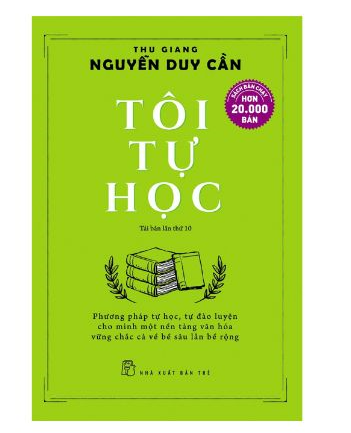 THU GIANG
NGUYỄN DUY CẦN
TÔI
TỰ
HỌC
SÁCH BÁN CHẠY
HƠN
20.000
BẢN
Tái bản lần thứ 10
Phương pháp tự học, tự đào luyện
cho mình một nền tảng văn hóa
vững chắc cả về bề sâu lẫn bề rộng
NHÀ XUẤT BẢN TRẺ